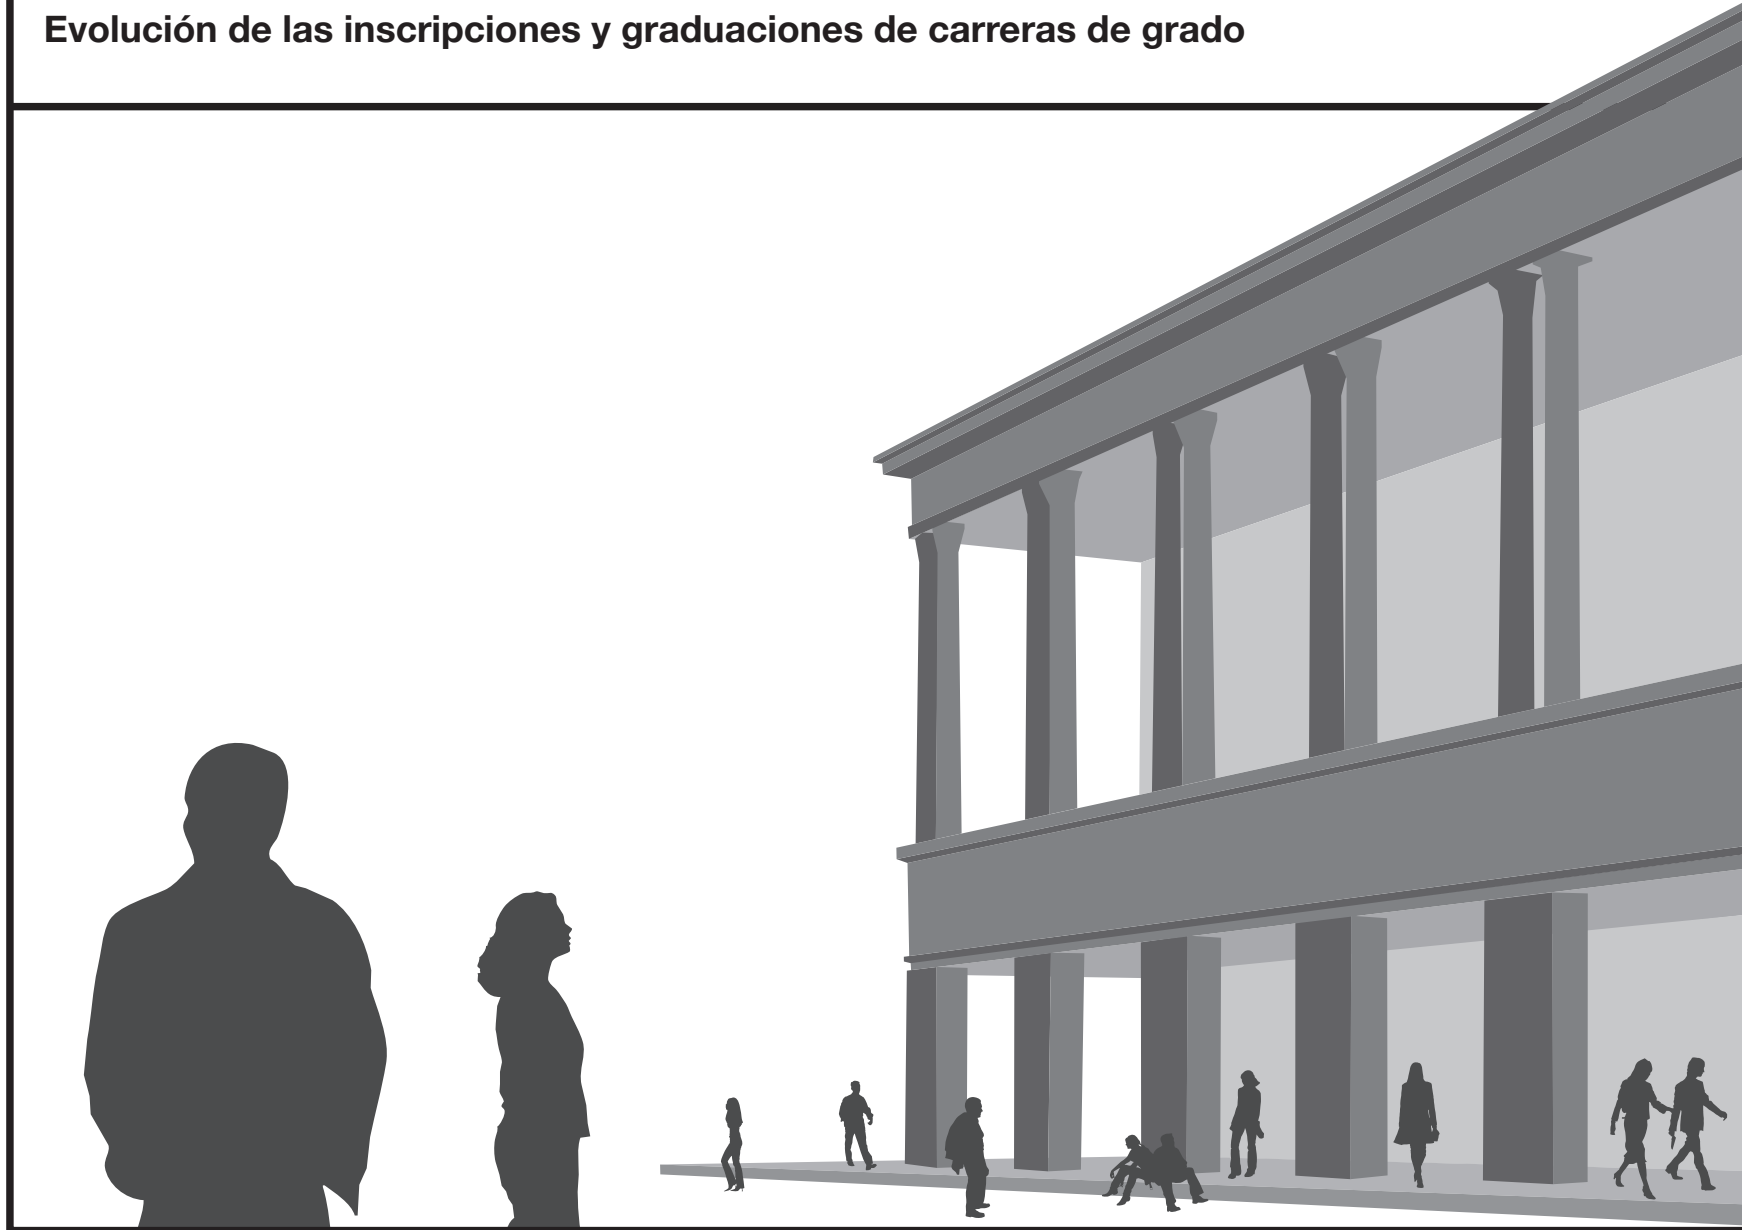 Evolución de las inscripciones y graduaciones de carreras de grado